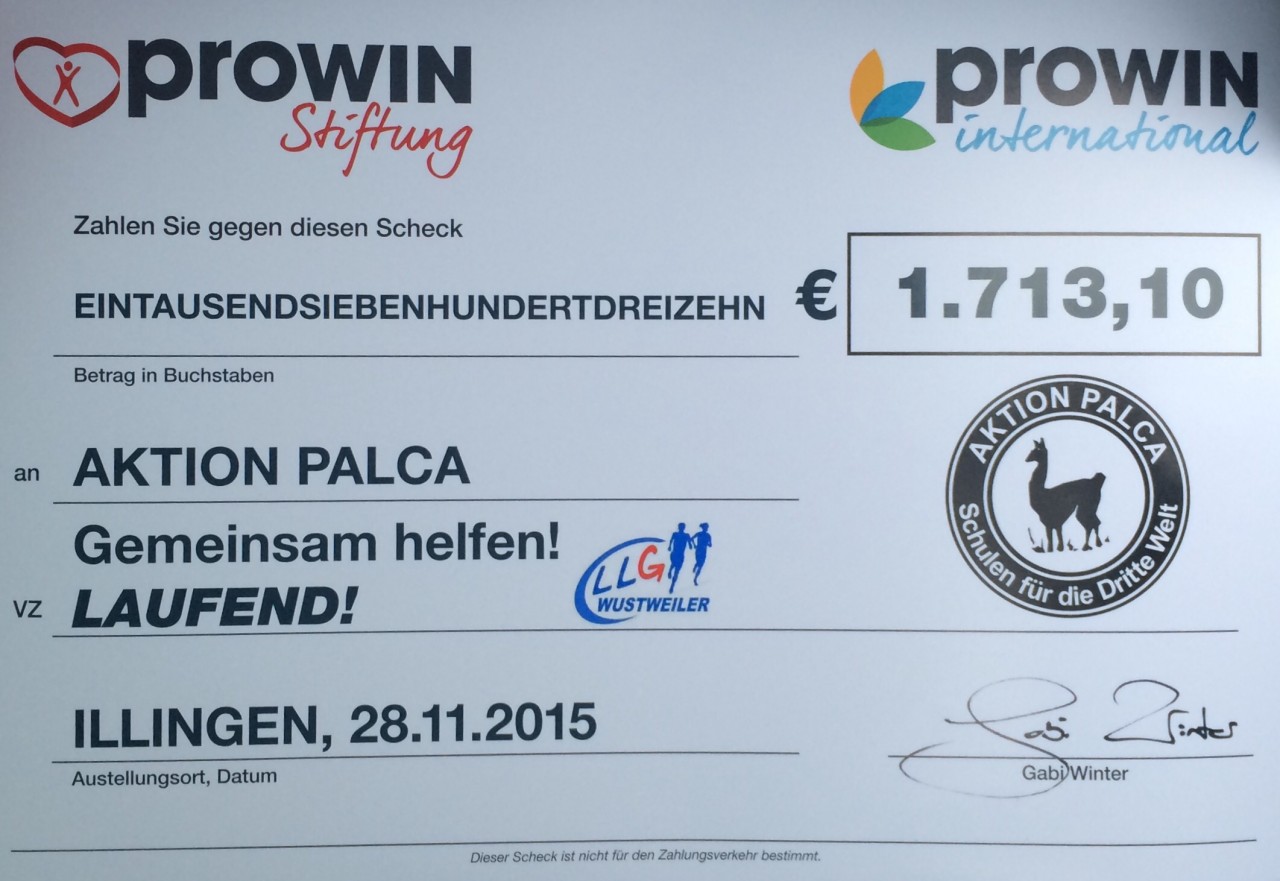 proWIN
Stiftung
proWIN
international
Zahlen Sie gegen diesen Scheck
EINTAUSENDSIEBENHUNDERTDREIZEHN € 1.713,10
Betrag in Buchstaben
an AKTION PALCA
AKTION PALCA
Schulen für die Dritte Welt
Gemeinsam helfen!
VZ LAUFEND!
LLG
WUSTWEILER
ILLINGEN, 28.11.2015
Gabi Winter
Austellungsort, Datum
Gabi Winter
Dieser Scheck ist nicht für den Zahlungsverkehr bestimmt.